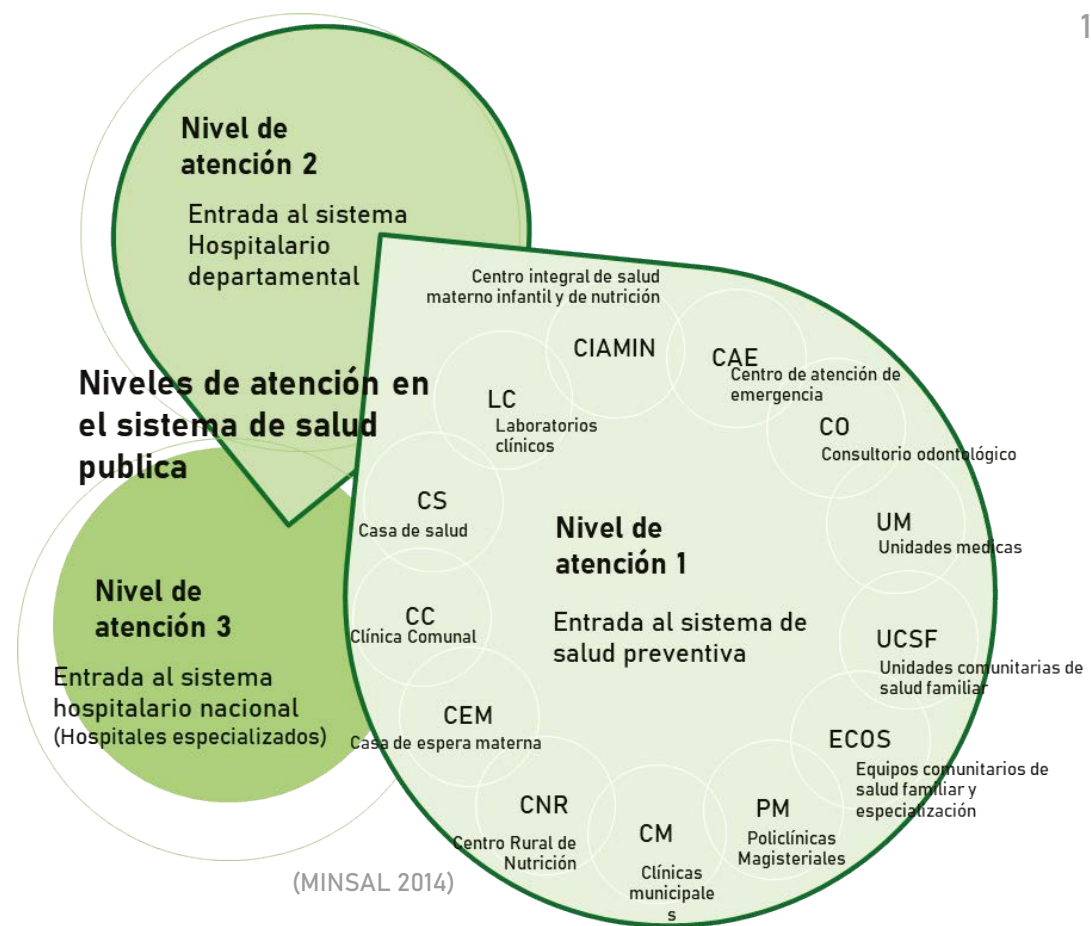 1
Nivel de
atención 2
Entrada al sistema
Hospitalario
departamental
Niveles de atención en
el sistema de salud
publica
Nivel de
atención 3
Entrada al sistema
hospitalario nacional
(Hospitales especializados)
Nivel de
atención 1
Entrada al sistema de
salud preventiva
Centro integral de salud
materno infantil y de nutrición
CIAMIN
CAE
Centro de atención de
emergencia
CO
Consultorio odontológico
UM
Unidades medicas
UCSF
Unidades comunitarias de
salud familiar
ECOS
Equipos comunitarios de
salud familiar y
especialización
PM
Policlínicas
Magisteriales
CM
Clínicas
municipale
s
CNR
Centro Rural de
Nutrición
CEM
Casa de espera materna
CC
Clínica Comunal
CS
Casa de salud
LC
Laboratorios
clínicos
(MINSAL 2014)